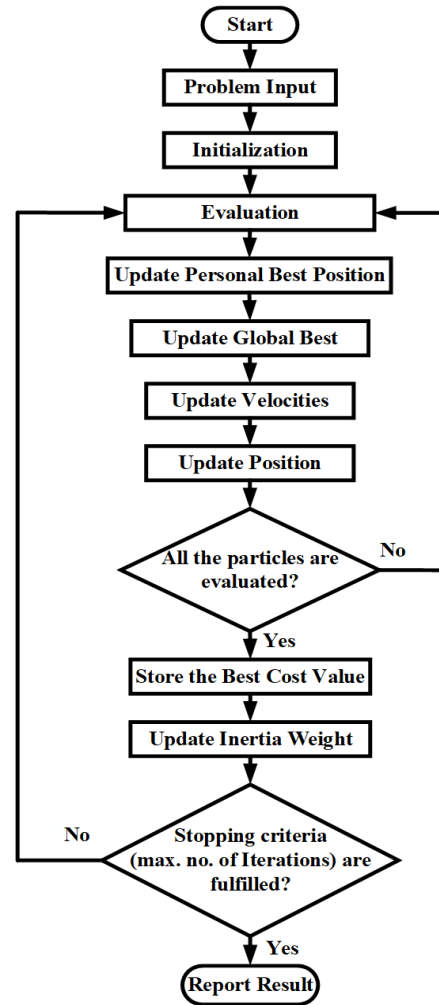 Start
Problem Input
Initialization
Evaluation
Update Personal Best Position
Update Global Best
Update Velocities
Update Position
All the particles are
evaluated?
No
Yes
Store the Best Cost Value
Update Inertia Weight
No
Stopping criteria
(max. no. of Iterations) are
fulfilled?
Yes
Report Result